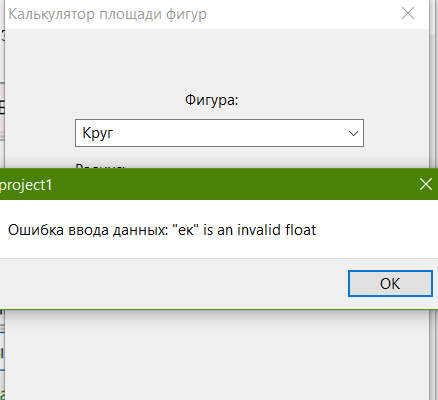 Калькулятор площади фигур
Фигура:
Круг
project1
Ошибка ввода данных: "ек" is an invalid float
OK